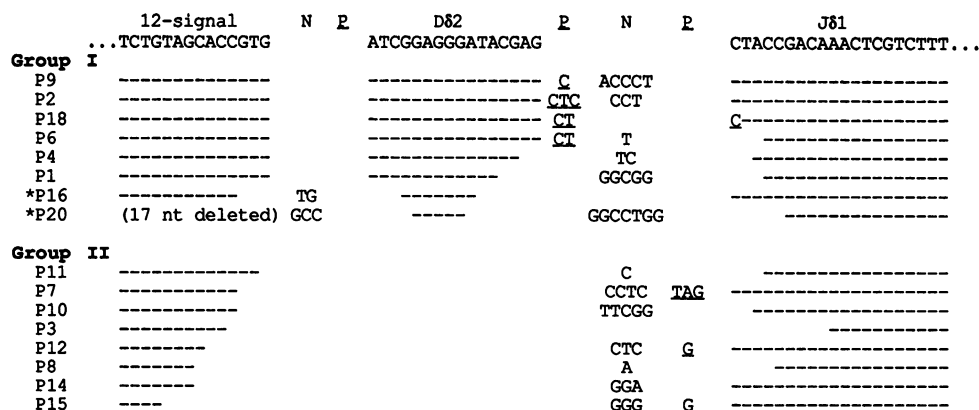 12-signal N P Dδ2 P N P Jδ1
...TCTGTAGCACCGTG ATCGGAGGGATACGAG CTACCGACAAACTCGTCTTT...
Group I
P9 -------------- ---------------- C ACCCT --------------------
P2 -------------- ---------------- CTC CCT --------------------
P18 -------------- ---------------- CT C-------------------
P6 -------------- ---------------- CT T -----------------
P4 -------------- -------------- TC ------------------
P1 -------------- ------------ GGCGG -----------------
*P16 ----------- TG ------- --------------------
*P20 (17 nt deleted) GCC ----- GGCCTGG ---------------
Group II
P11 ------------- C -----------------
P7 ----------- CCTC TAG --------------------
P10 ----------- TTCGG ------------------
P3 ---------- -----------
P12 -------- CTC G --------------------
P8 ------- A ----------------
P14 ------- GGA --------------------
P15 ---- GGG G --------------------